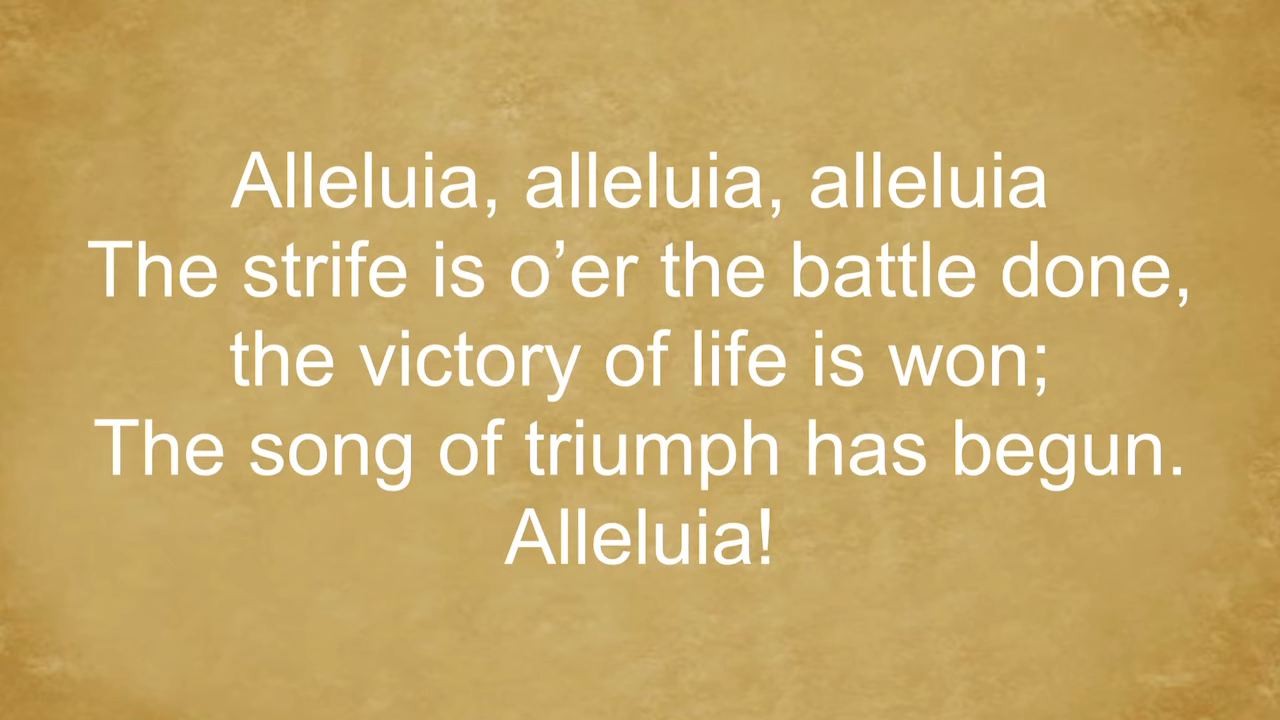 Alleluia, alleluia, alleluia
The strife is o’er the battle done,
the victory of life is won;
The song of triumph has begun.
Alleluia!